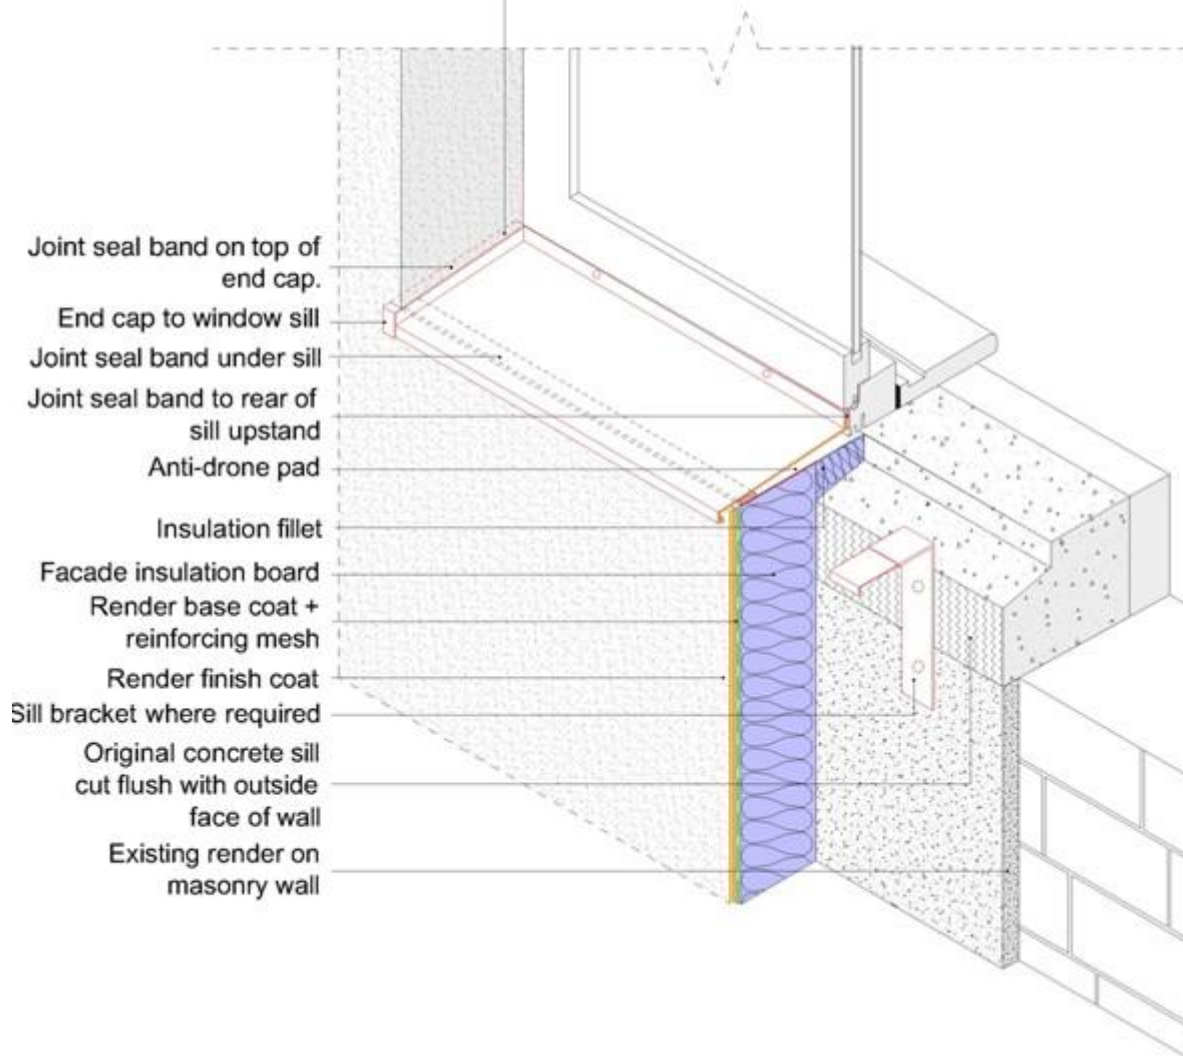 Joint seal band on top of
end cap.
End cap to window sill
Joint seal band under sill
Joint seal band to rear of
sill upstand
Anti-drone pad
Insulation fillet
Facade insulation board
Render base coat +
reinforcing mesh
Render finish coat
Sill bracket where required
Original concrete sill
cut flush with outside
face of wall
Existing render on
masonry wall